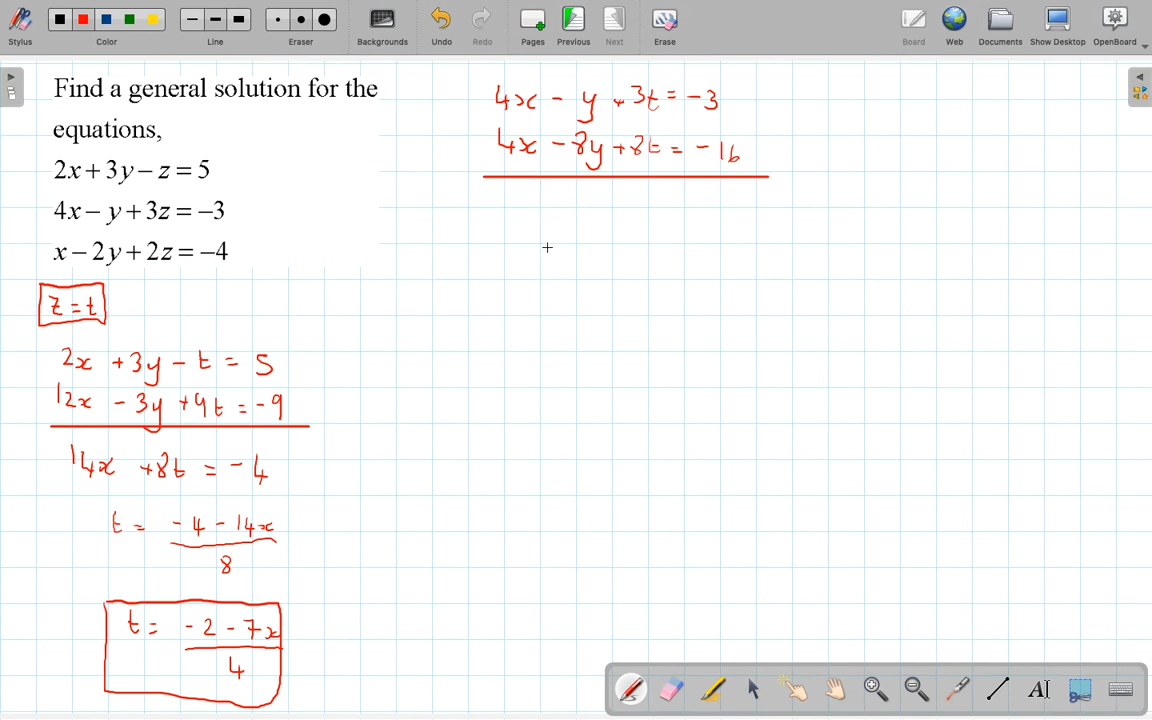 Stylus
Color
Line
Eraser
Backgrounds
Undo
Redo
Pages
Previous
Next
Erase
Board
Web
Documents
Show Desktop
OpenBoard
Find a general solution for the
equations,
2x + 3y − z = 5
4x − y + 3z = −3
x − 2y + 2z = −4
z = t
2x + 3y − t = 5
12x − 3y + 9t = −9
14x + 8t = −4
t = (−4 − 14x)/8
t = (−2 − 7x)/4
4x − y + 3t = −3
4x − 8y + 8t = −16
AI